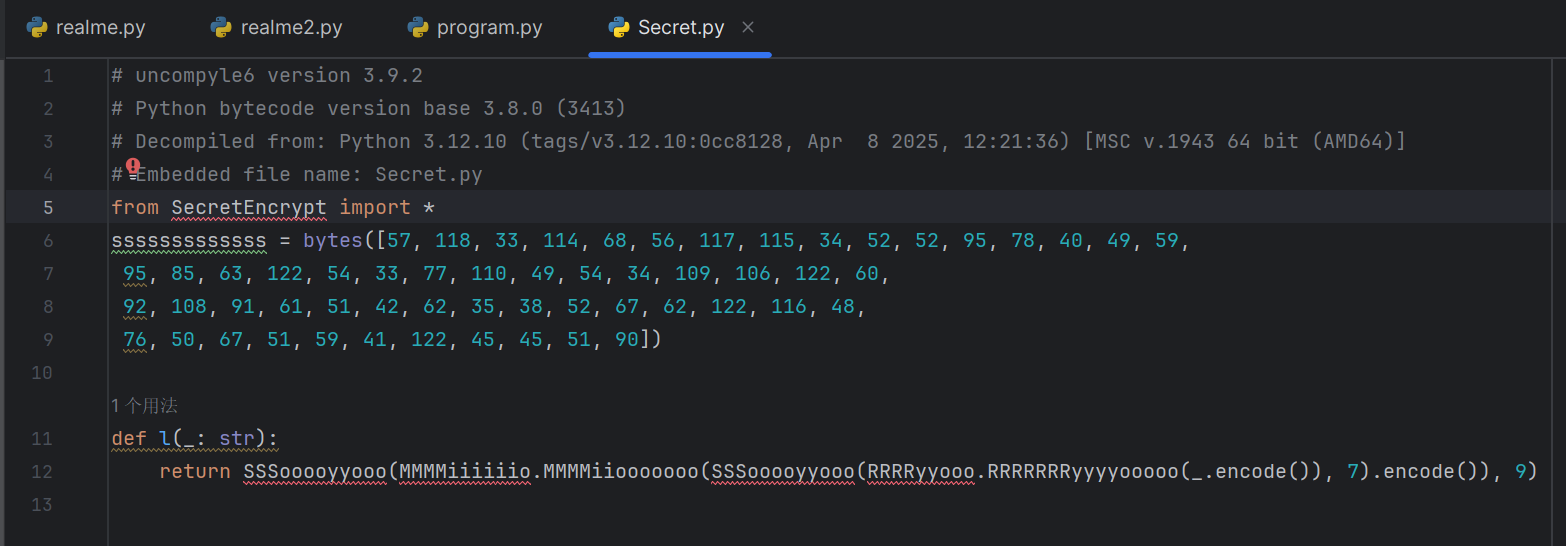 realme.py realme2.py program.py Secret.py ×
1 # uncompyle6 version 3.9.2
2 # Python bytecode version base 3.8.0 (3413)
3 # Decompiled from: Python 3.12.10 (tags/v3.12.10:0cc8128, Apr  8 2025, 12:21:36) [MSC v.1943 64 bit (AMD64)]
4 # Embedded file name: Secret.py
5 from SecretEncrypt import *
6 sssssssssssss = bytes([57, 118, 33, 114, 68, 56, 117, 115, 34, 52, 52, 95, 78, 40, 49, 59,
7  95, 85, 63, 122, 54, 33, 77, 110, 49, 54, 34, 109, 106, 122, 60,
8  92, 108, 91, 61, 51, 42, 62, 35, 38, 52, 67, 62, 122, 116, 48,
9  76, 50, 67, 51, 59, 41, 122, 45, 45, 51, 90])
10
1 个用法
11 def l(_: str):
12     return SSSooooyyooo(MMMMiiiiiio.MMMMiiooooooo(SSSooooyyooo(RRRRyyooo.RRRRRRRyyyyooooo(_.encode()), 7).encode()), 9)
13